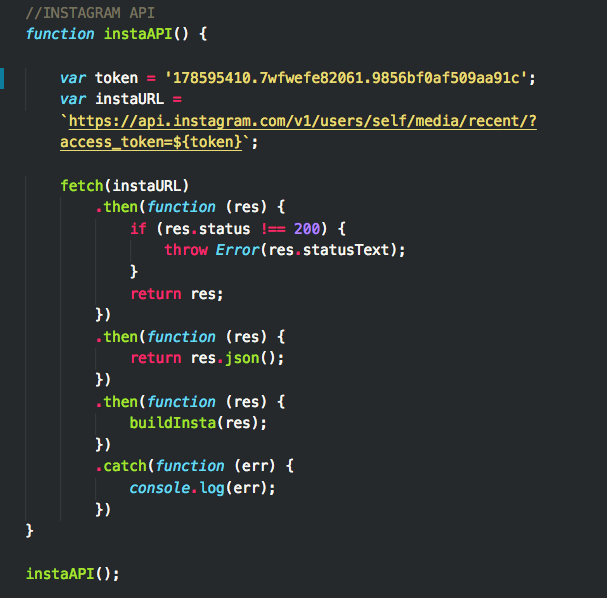 //INSTAGRAM API
function instaAPI() {
var token = '178595410.7wfwefe82061.9856bf0af509aa91c';
var instaURL =
`https://api.instagram.com/v1/users/self/media/recent/?
access_token=${token}`;
fetch(instaURL)
.then(function (res) {
if (res.status !== 200) {
throw Error(res.statusText);
}
return res;
})
.then(function (res) {
return res.json();
})
.then(function (res) {
buildInsta(res);
})
.catch(function (err) {
console.log(err);
})
}
instaAPI();